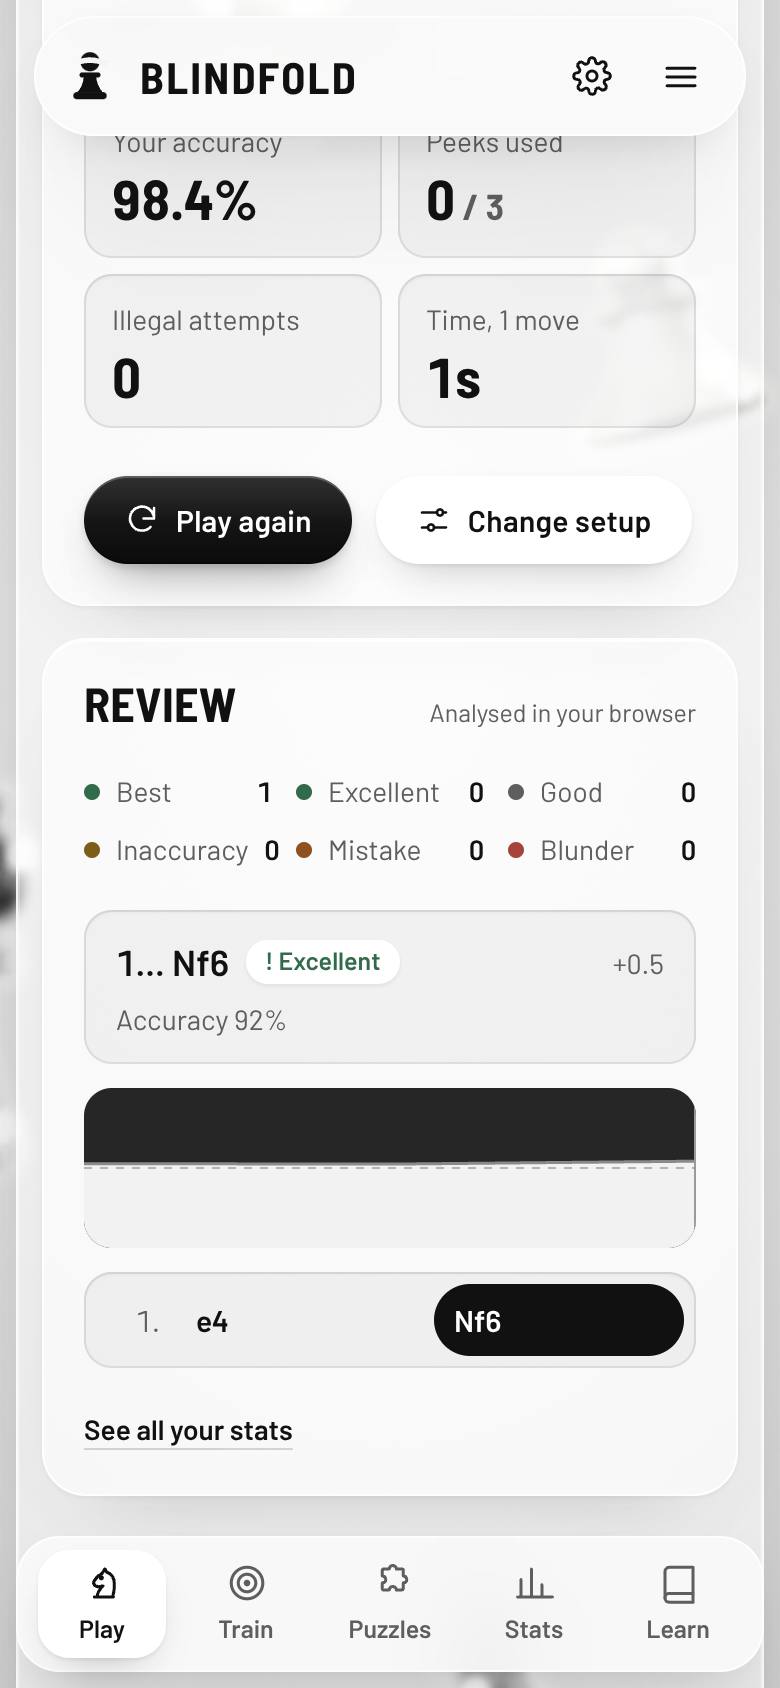 BLINDFOLD
Your accuracy
Peeks used
98.4%
0 / 3
Illegal attempts
Time, 1 move
0
1s
Play again
Change setup
REVIEW
Analysed in your browser
Best 1
Excellent 0
Good 0
Inaccuracy 0
Mistake 0
Blunder 0
1... Nf6
! Excellent
+0.5
Accuracy 92%
1. e4 Nf6
See all your stats
Play
Train
Puzzles
Stats
Learn